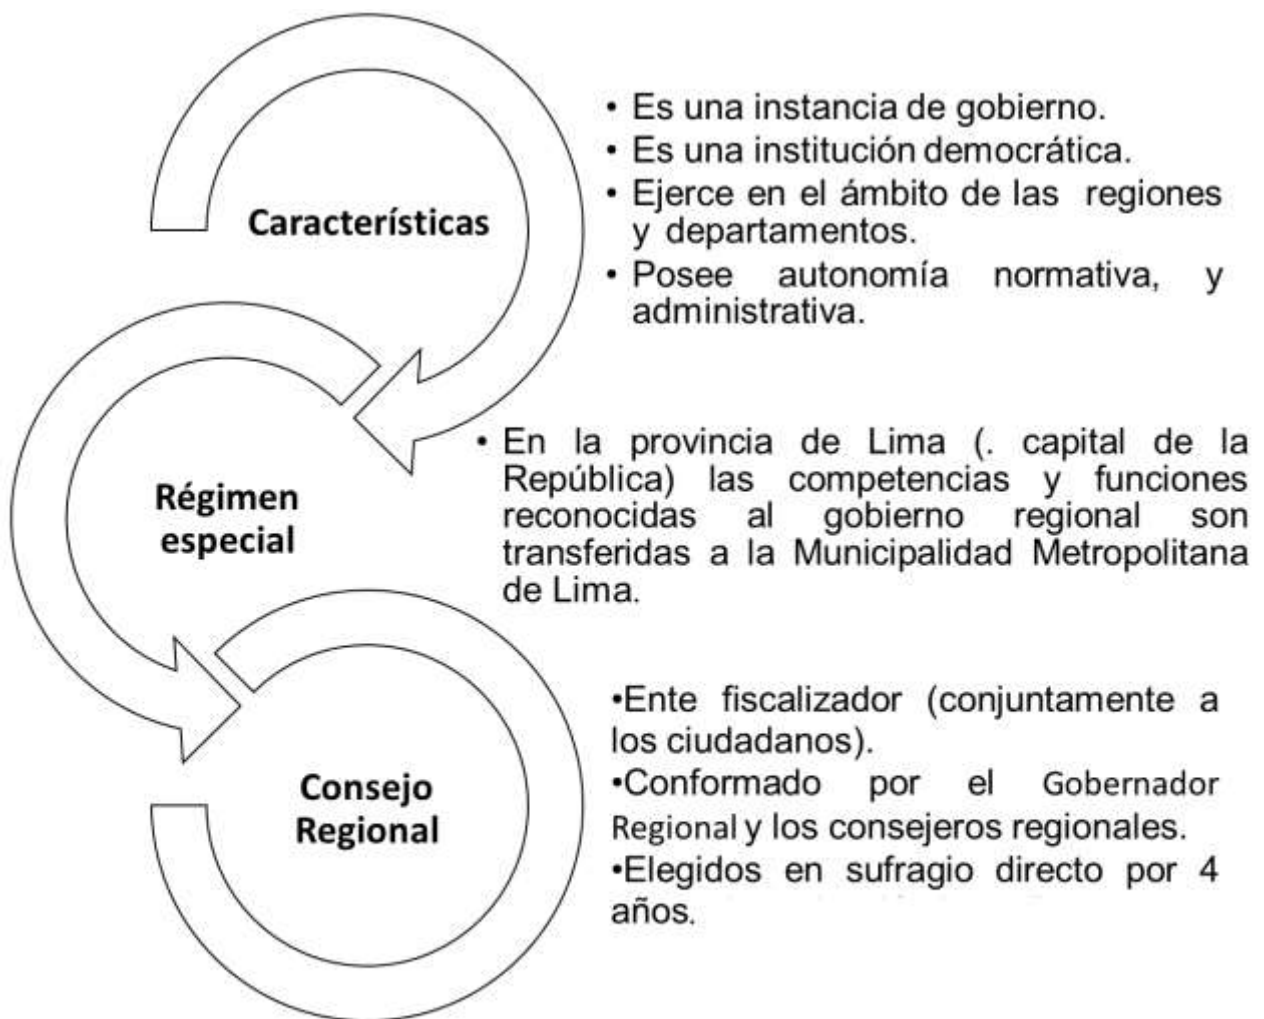 Caracterísficas
• Es una instancia de gobierno.
• Es una institución democrática.
• Ejerce en el ámbito de las regiones
y departamentos.
• Posee autonomía normativa, y
administrativa.
Régimen
especial
• En la provincia de Lima (. capital de la
República) las competencias y funciones
reconocidas al gobierno regional son
transferidas a la Municipalidad Metropolitana
de Lima.
Consejo
Regional
•Ente fiscalizador (conjuntamente a
los ciudadanos).
•Conformado por el Gobernador
Regional y los consejeros regionales.
•Elegidos en sufragio directo por 4
años.